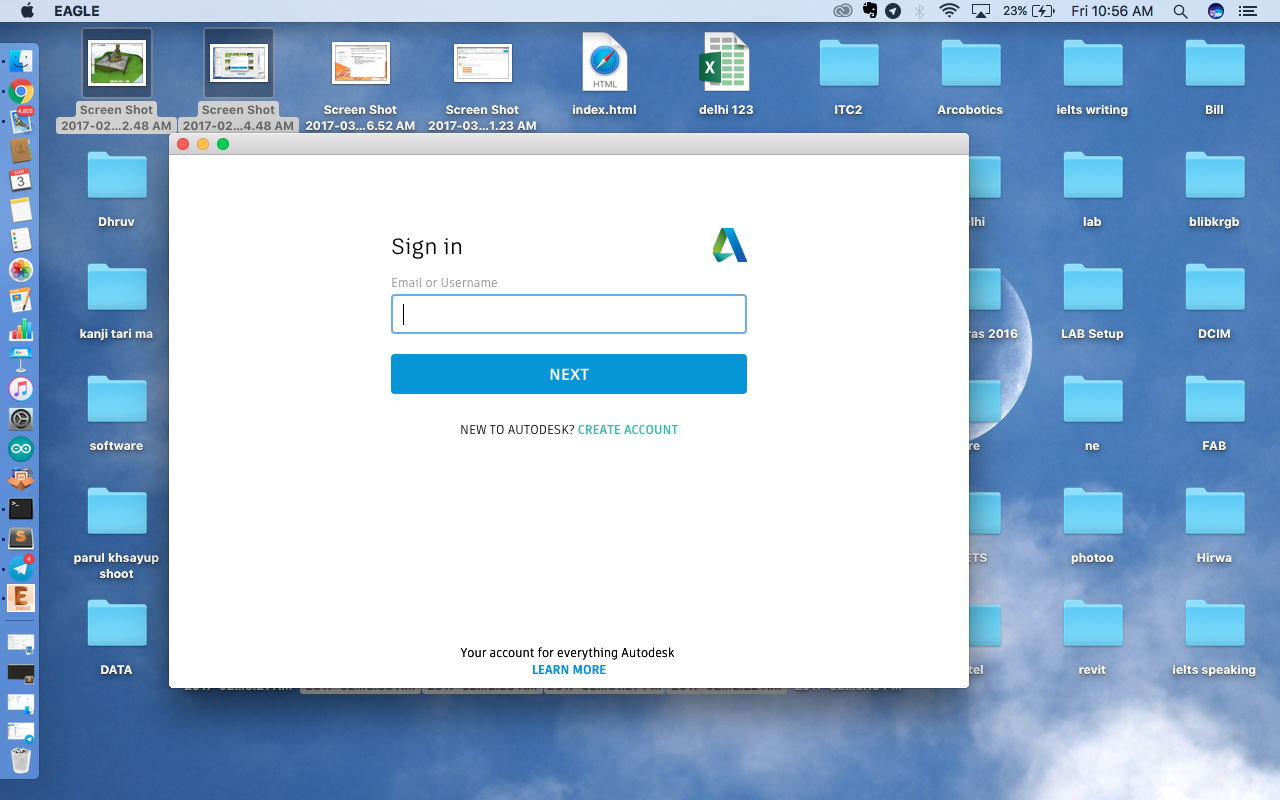 EAGLE
23%
Fri 10:56 AM
Screen Shot
2017-02...2.48 AM
Screen Shot
2017-02...4.48 AM
Screen Shot
2017-03...6.52 AM
Screen Shot
2017-03...1.23 AM
HTML
index.html
X
delhi 123
ITC2
Arcobotics
ielts writing
Bill
4,806
MAR
3
Dhruv
lhi
lab
blibkrgb
Sign in
Email or Username
NEXT
NEW TO AUTODESK? CREATE ACCOUNT
kanji tari ma
ras 2016
LAB Setup
DCIM
software
re
ne
FAB
S
4
E
EAGLE
parul khsayup
shoot
ETS
photoo
Hirwa
Your account for everything Autodesk
LEARN MORE
DATA
tel
revit
ielts speaking